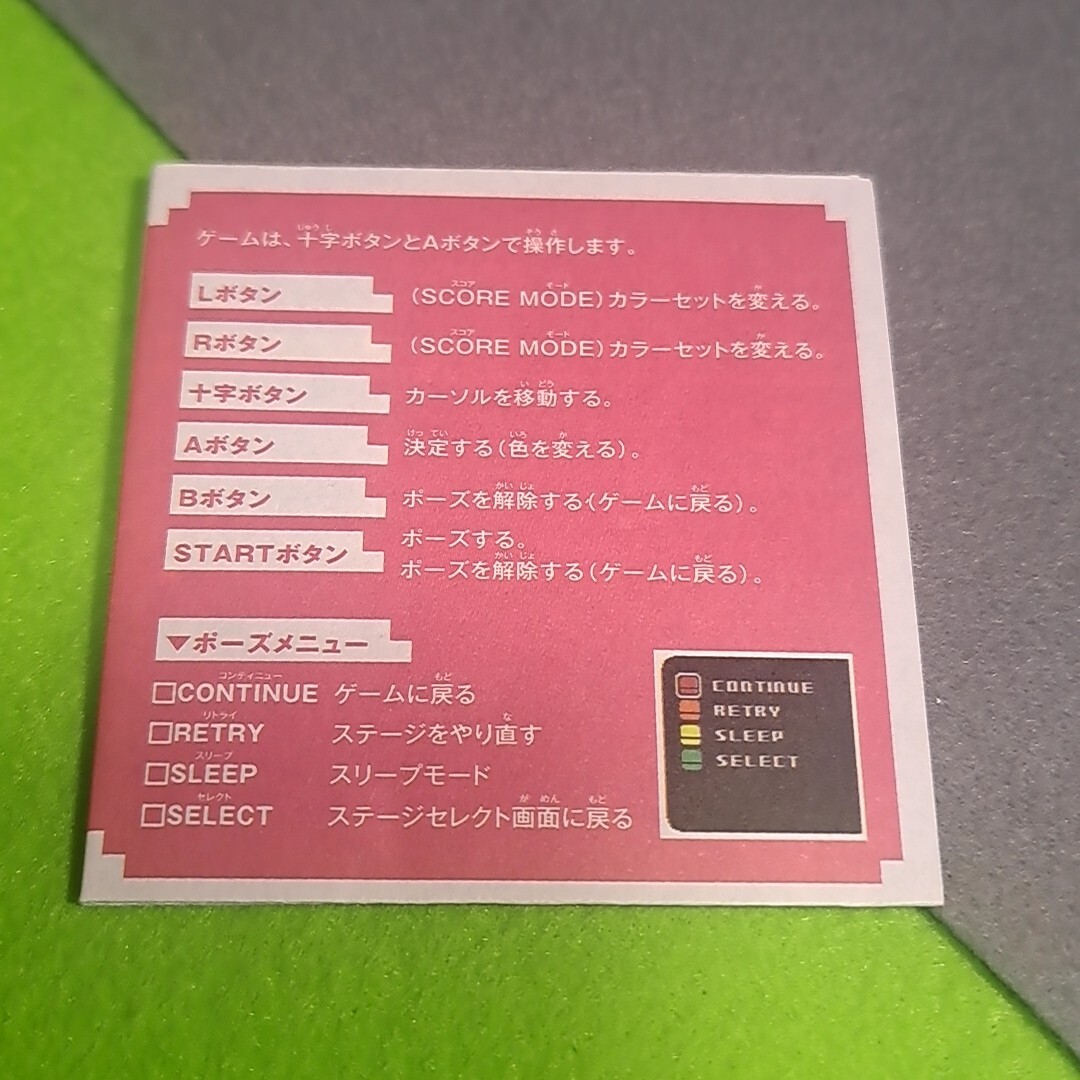 ゲームは、十字ボタンとAボタンで操作します。
Lボタン (SCORE MODE)カラーセットを変える。
Rボタン (SCORE MODE)カラーセットを変える。
十字ボタン カーソルを移動する。
Aボタン 決定する(色を変える)。
Bボタン ポーズを解除する(ゲームに戻る)。
STARTボタン ポーズする。
ポーズを解除する(ゲームに戻る)。
▼ポーズメニュー
□CONTINUE ゲームに戻る
□RETRY ステージをやり直す
□SLEEP スリープモード
□SELECT ステージセレクト画面に戻る
CONTINUE
RETRY
SLEEP
SELECT